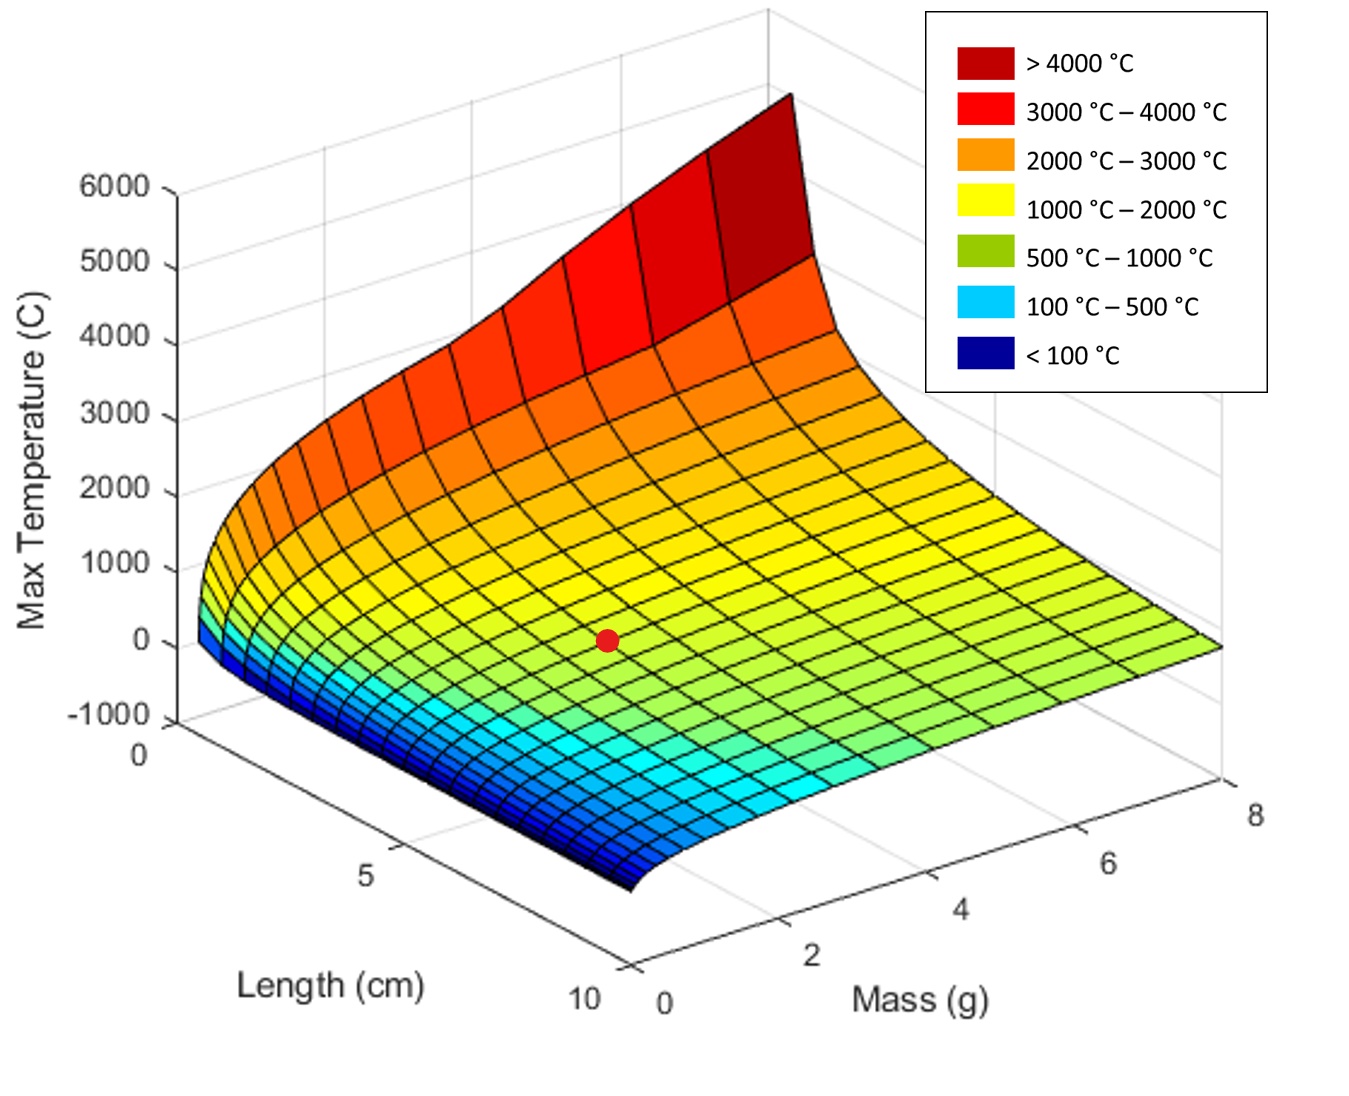 > 4000 °C
3000 °C – 4000 °C
2000 °C – 3000 °C
1000 °C – 2000 °C
500 °C – 1000 °C
100 °C – 500 °C
< 100 °C
6000
5000
4000
3000
2000
1000
0
-1000
Max Temperature (C)
0
5
10
Length (cm)
0
2
4
6
8
Mass (g)